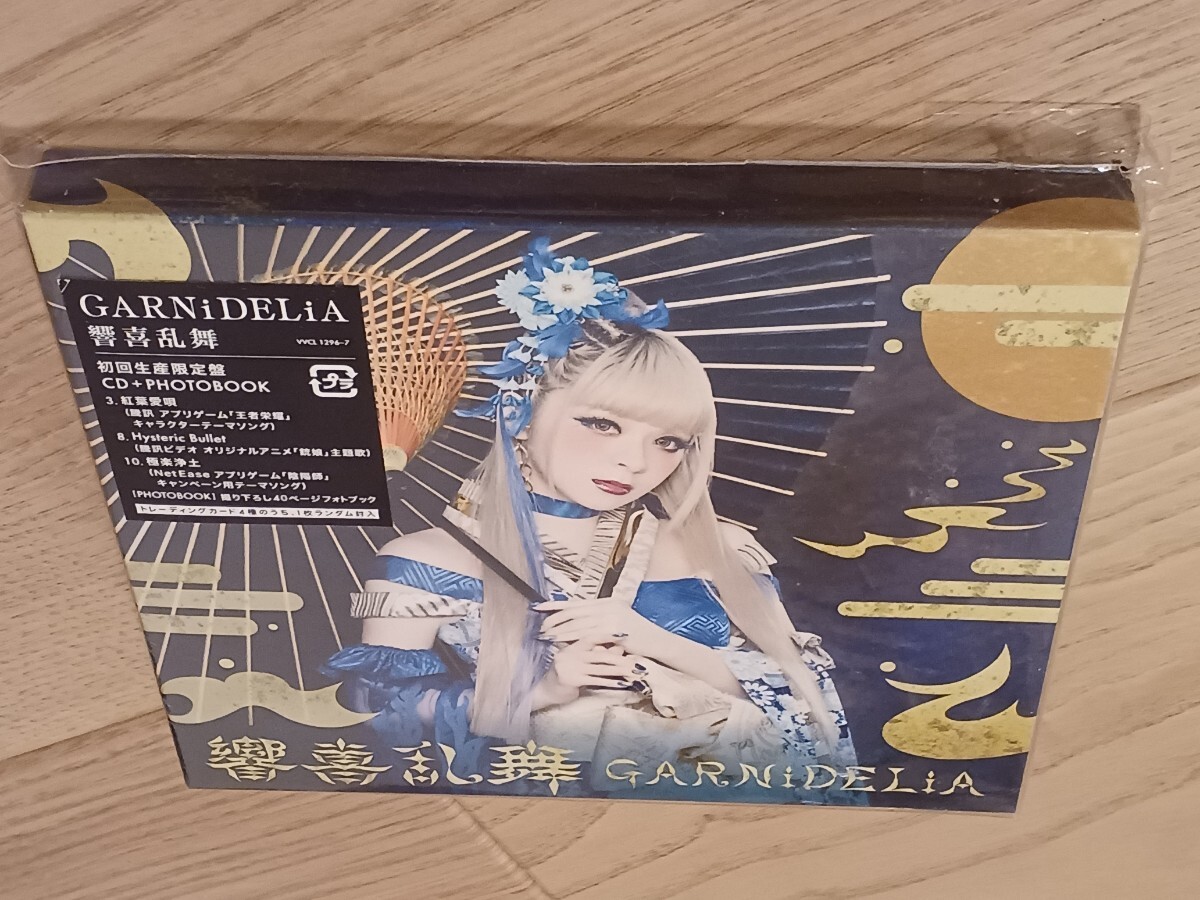 GARNiDELiA
響喜乱舞
VVCL 1296~7
初回生産限定盤
CD+PHOTOBOOK
プラ
3. 紅葉愛唄
(騰訊 アプリゲーム「王者栄耀」
キャラクターテーマソング)
8. Hysteric Bullet
(騰訊ビデオ オリジナルアニメ「銃娘」主題歌)
10. 極楽浄土
(NetEase アプリゲーム「陰陽師」
キャンペーン用テーマソング)
[PHOTOBOOK] 撮り下ろし40ページフォトブック
トレーディングカード4種のうち、1枚ランダム封入
響喜乱舞 GARNiDELiA